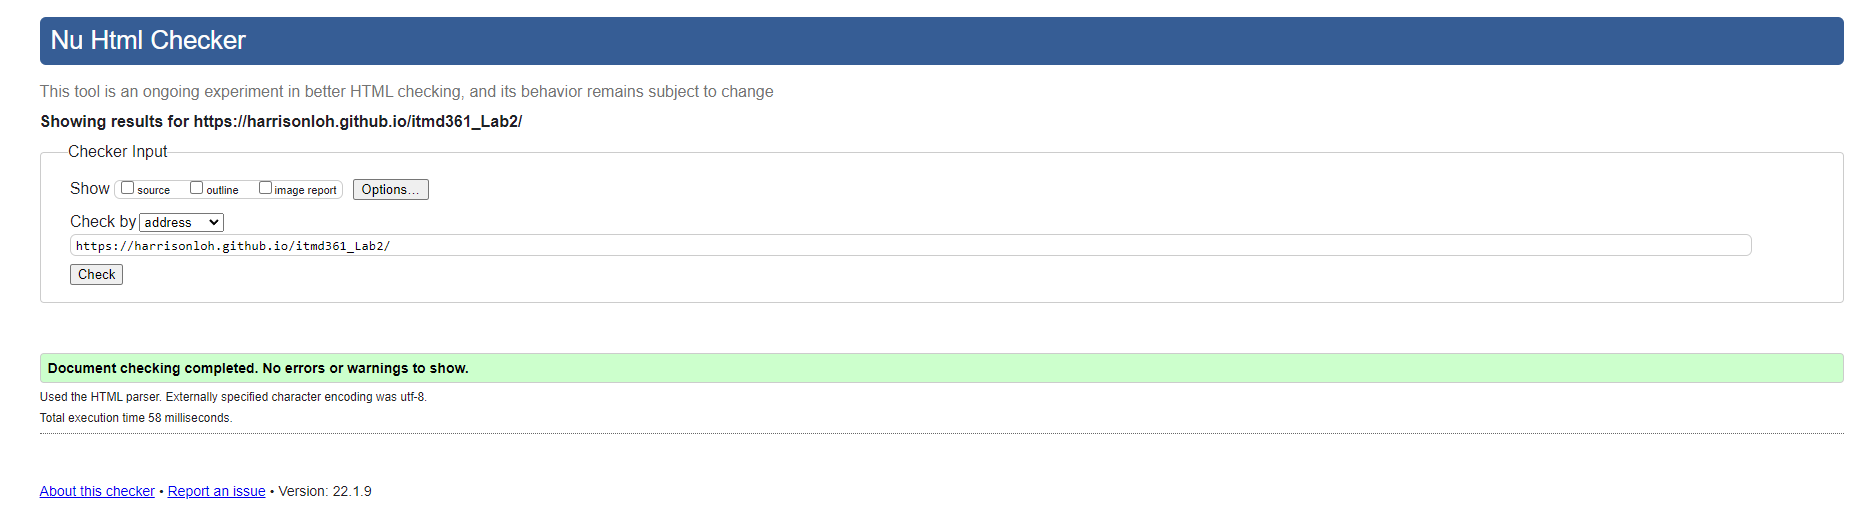 Nu Html Checker
This tool is an ongoing experiment in better HTML checking, and its behavior remains subject to change
Showing results for https://harrisonloh.github.io/itmd361_Lab2/
Checker Input
Show source outline image report Options...
Check by address
https://harrisonloh.github.io/itmd361_Lab2/
Check
Document checking completed. No errors or warnings to show.
Used the HTML parser. Externally specified character encoding was utf-8.
Total execution time 58 milliseconds.
About this checker • Report an issue • Version: 22.1.9